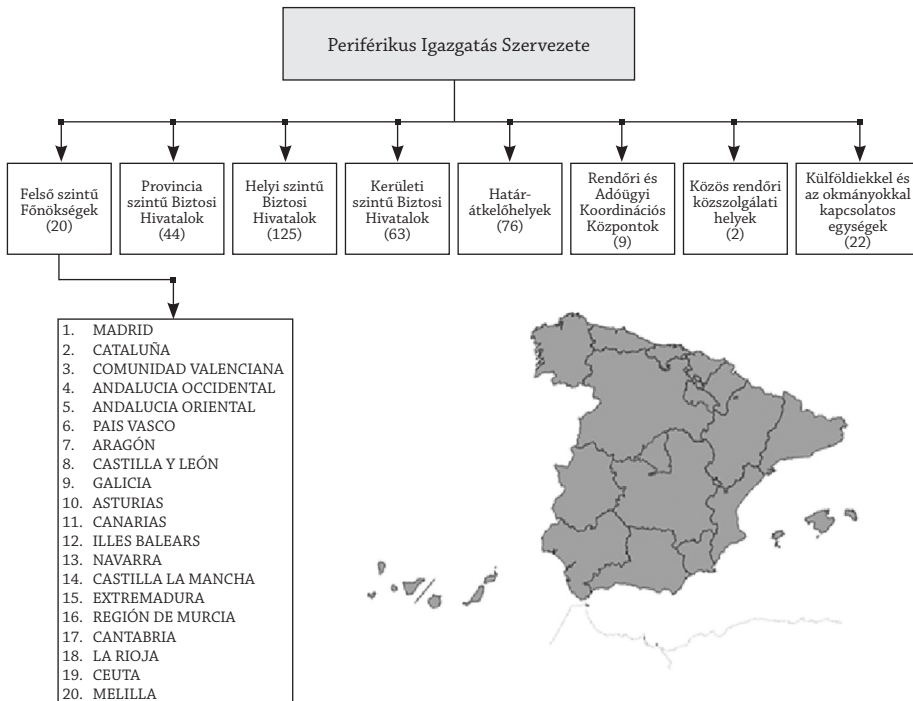 Periférikus Igazgatás Szervezete
Felső szintű
Főnökségek
(20)
Provincia
szintű Biztosi
Hivatalok
(44)
Helyi szintű
Biztosi
Hivatalok
(125)
Kerületi
szintű Biztosi
Hivatalok
(63)
Határ-
átkelőhelyek
(76)
Rendőri és
Adóügyi
Koordinációs
Központok
(9)
Közös rendőri
közszolgálati
helyek
(2)
Külföldiekkel és
az okmányokkal
kapcsolatos
egységek
(22)
1. MADRID
2. CATALUÑA
3. COMUNIDAD VALENCIANA
4. ANDALUCIA OCCIDENTAL
5. ANDALUCIA ORIENTAL
6. PAIS VASCO
7. ARAGÓN
8. CASTILLA Y LEÓN
9. GALICIA
10. ASTURIAS
11. CANARIAS
12. ILLES BALEARS
13. NAVARRA
14. CASTILLA LA MANCHA
15. EXTREMADURA
16. REGIÓN DE MURCIA
17. CANTABRIA
18. LA RIOJA
19. CEUTA
20. MELILLA